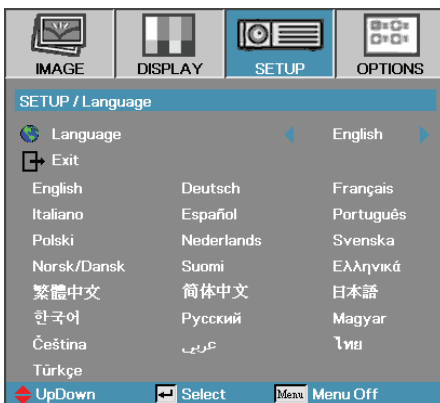 IMAGE DISPLAY SETUP OPTIONS
SETUP / Language
Language English
Exit
English Deutsch Français
Italiano Español Português
Polski Nederlands Svenska
Norsk/Dansk Suomi Ελληνικά
繁體中文 简体中文 日本語
한국어 Русский Magyar
Čeština عربي ไทย
Türkçe
UpDown Select Menu Menu Off